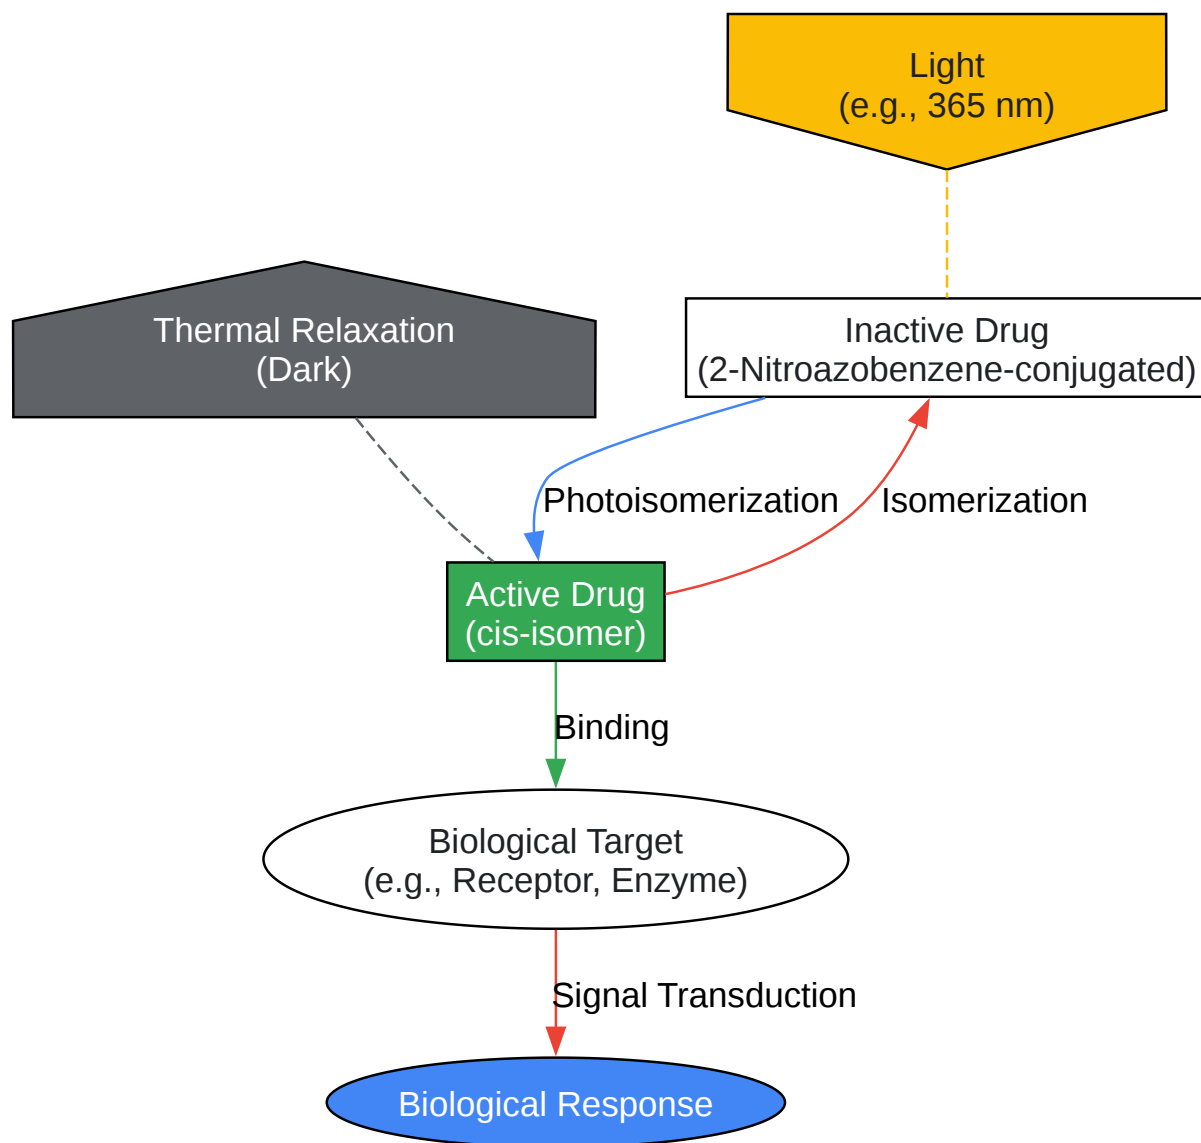 Light
(e.g., 365 nm)
Thermal Relaxation
(Dark)
Inactive Drug
(2-Nitroazobenzene-conjugated)
Photoisomerization
Isomerization
Active Drug
(cis-isomer)
Binding
Biological Target
(e.g., Receptor, Enzyme)
Signal Transduction
Biological Response